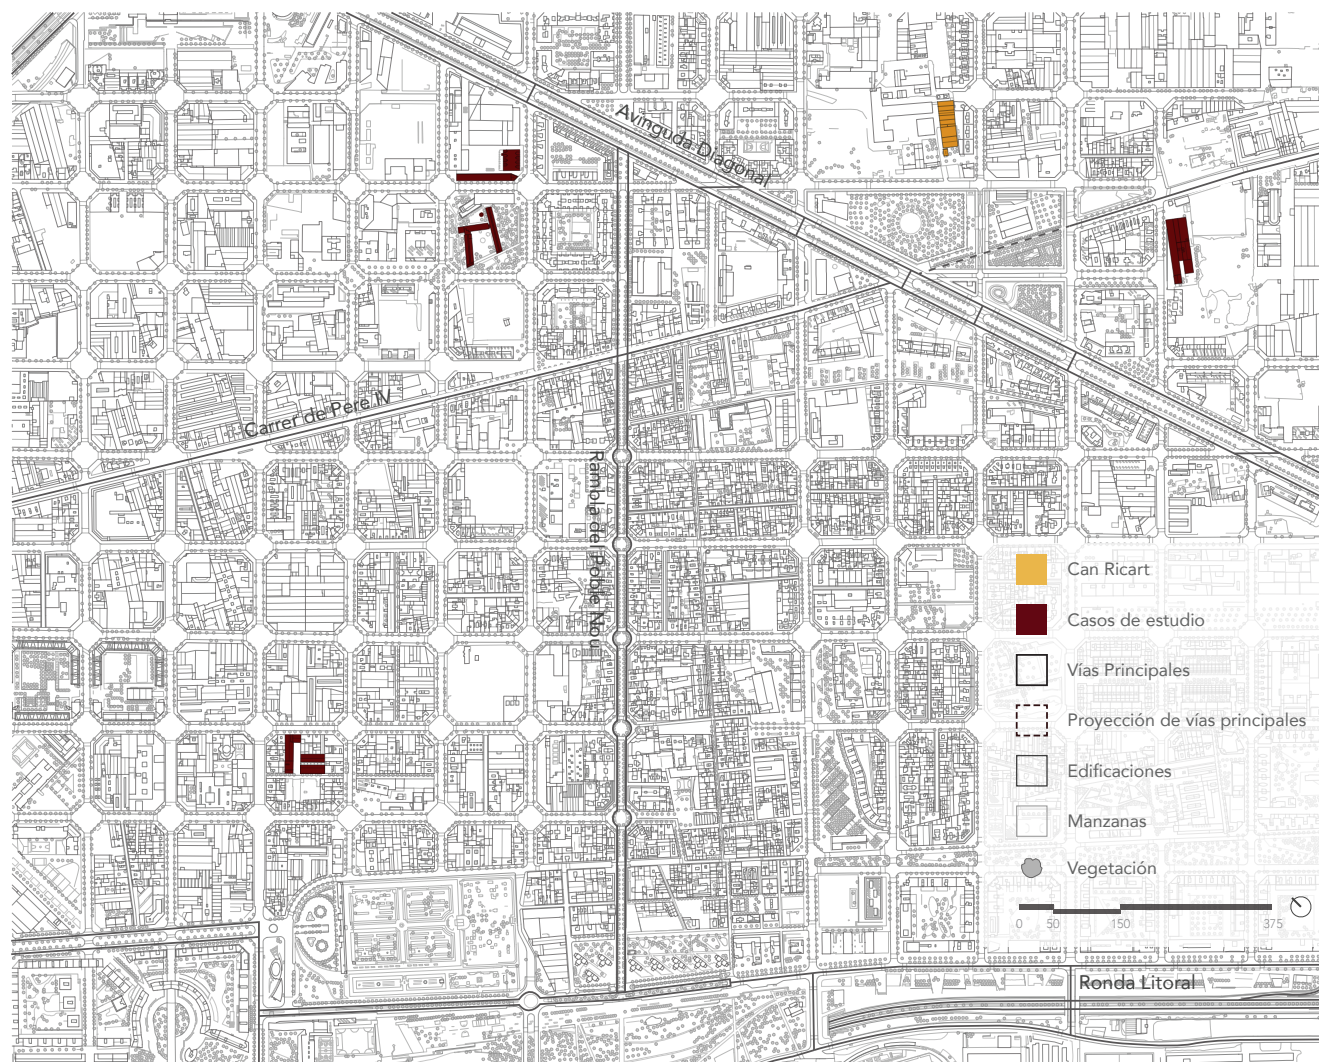 Avinguda Diagonal
Carrer de Pere IV
Rambla de Poble Nou
Can Ricart
Casos de estudio
Vías Principales
Proyección de vías principales
Edificaciones
Manzanas
Vegetación
0 50 150 375
Ronda Litoral